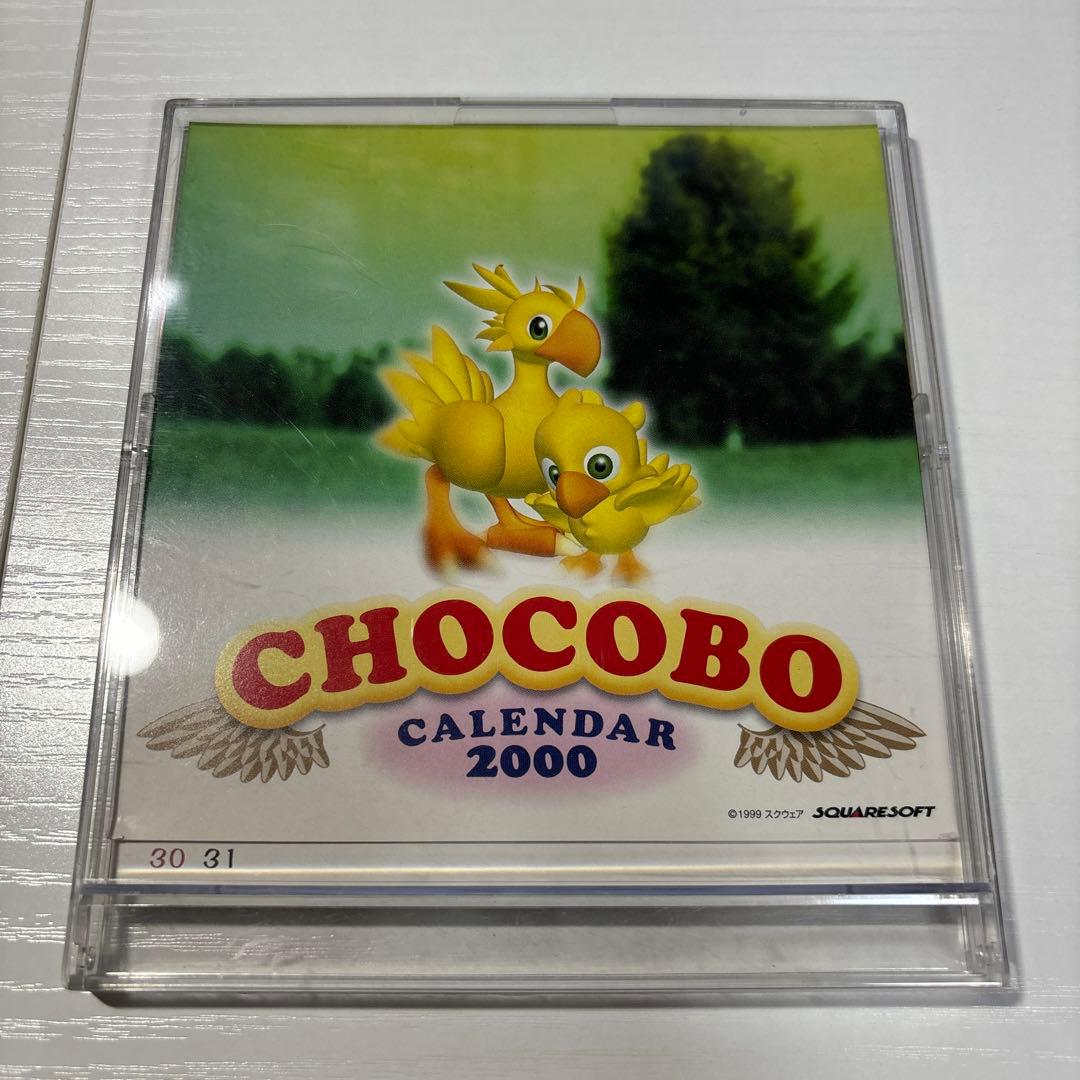 CHOCOBO
CALENDAR
2000
©1999 スクウェア SQUARESOFT
30 31